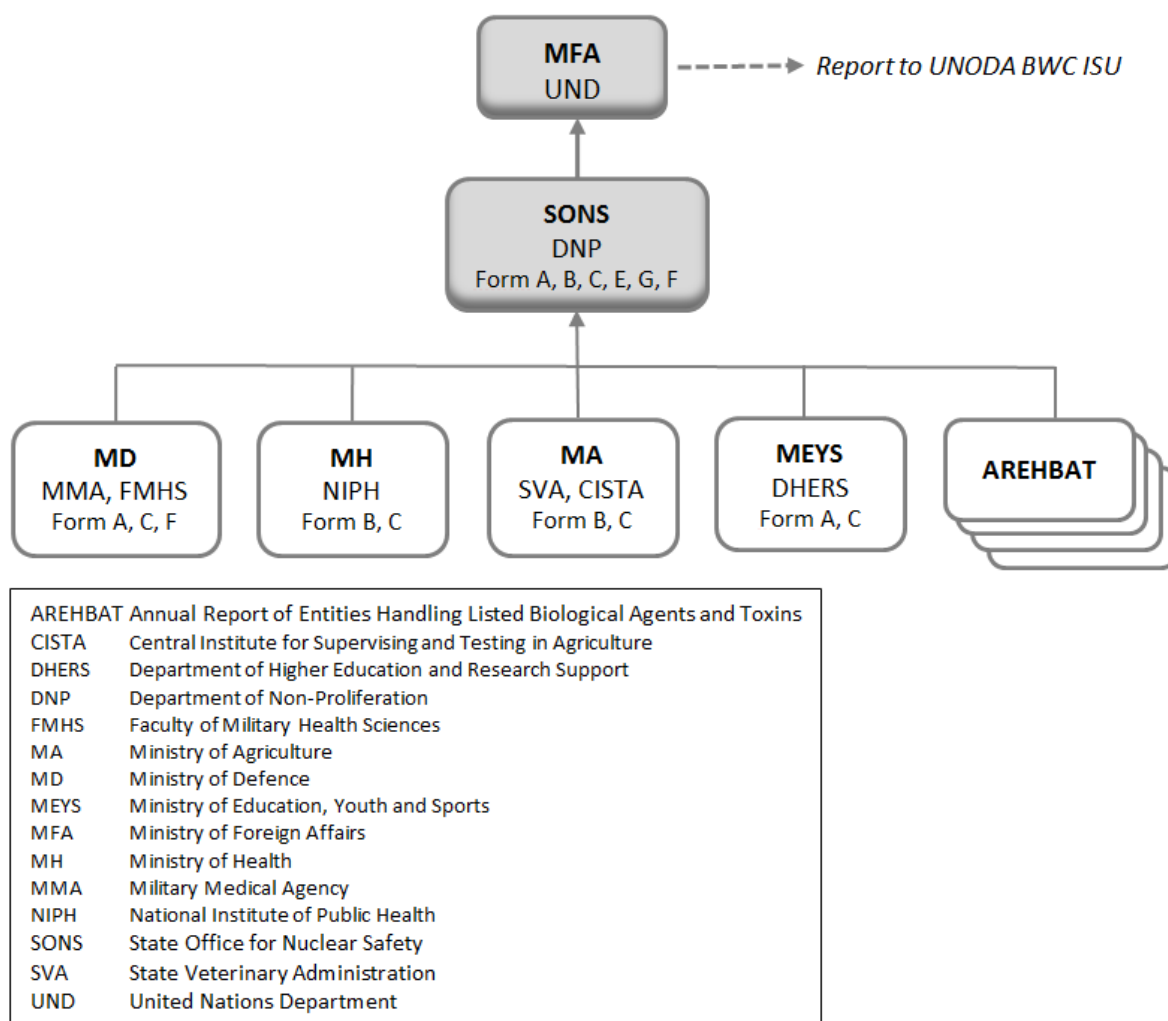 MFA
UND
Report to UNODA BWC ISU
SONS
DNP
Form A, B, C, E, G, F
MD
MMA, FMHS
Form A, C, F
MH
NIPH
Form B, C
MA
SVA, CISTA
Form B, C
MEYS
DHERS
Form A, C
AREHBAT
AREHBAT Annual Report of Entities Handling Listed Biological Agents and Toxins
CISTA Central Institute for Supervising and Testing in Agriculture
DHERS Department of Higher Education and Research Support
DNP Department of Non-Proliferation
FMHS Faculty of Military Health Sciences
MA Ministry of Agriculture
MD Ministry of Defence
MEYS Ministry of Education, Youth and Sports
MFA Ministry of Foreign Affairs
MH Ministry of Health
MMA Military Medical Agency
NIPH National Institute of Public Health
SONS State Office for Nuclear Safety
SVA State Veterinary Administration
UND United Nations Department